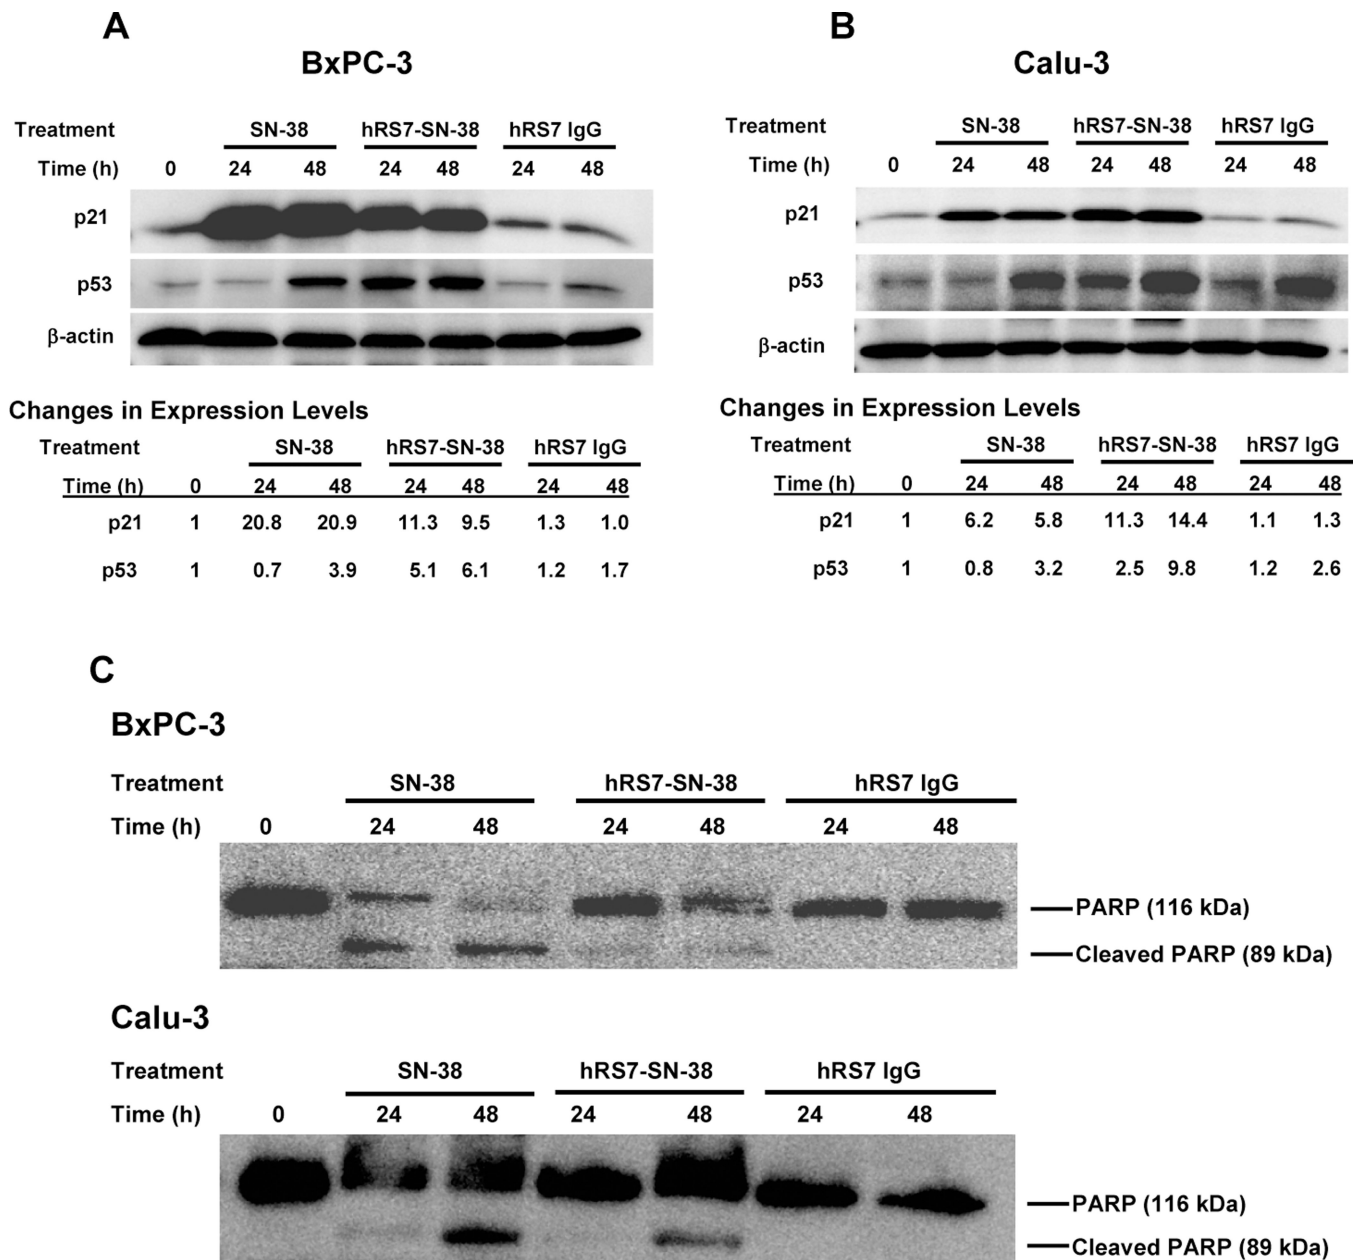 A
BxPC-3
Treatment SN-38 hRS7-SN-38 hRS7 IgG
Time (h) 0 24 48 24 48 24 48
p21
p53
β-actin
Changes in Expression Levels
Treatment SN-38 hRS7-SN-38 hRS7 IgG
Time (h) 0 24 48 24 48 24 48
p21 1 20.8 20.9 11.3 9.5 1.3 1.0
p53 1 0.7 3.9 5.1 6.1 1.2 1.7
B
Calu-3
Treatment SN-38 hRS7-SN-38 hRS7 IgG
Time (h) 0 24 48 24 48 24 48
p21
p53
β-actin
Changes in Expression Levels
Treatment SN-38 hRS7-SN-38 hRS7 IgG
Time (h) 0 24 48 24 48 24 48
p21 1 6.2 5.8 11.3 14.4 1.1 1.3
p53 1 0.8 3.2 2.5 9.8 1.2 2.6
C
BxPC-3
Treatment SN-38 hRS7-SN-38 hRS7 IgG
Time (h) 0 24 48 24 48 24 48
PARP (116 kDa)
Cleaved PARP (89 kDa)
Calu-3
Treatment SN-38 hRS7-SN-38 hRS7 IgG
Time (h) 0 24 48 24 48 24 48
PARP (116 kDa)
Cleaved PARP (89 kDa)